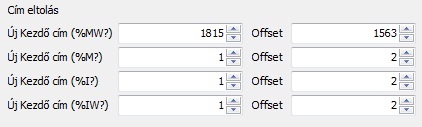 Cím eltolás
Új Kezdő cím (%MW?) 1815 Offset 1563
Új Kezdő cím (%M?) 1 Offset 2
Új Kezdő cím (%I?) 1 Offset 2
Új Kezdő cím (%IW?) 1 Offset 2